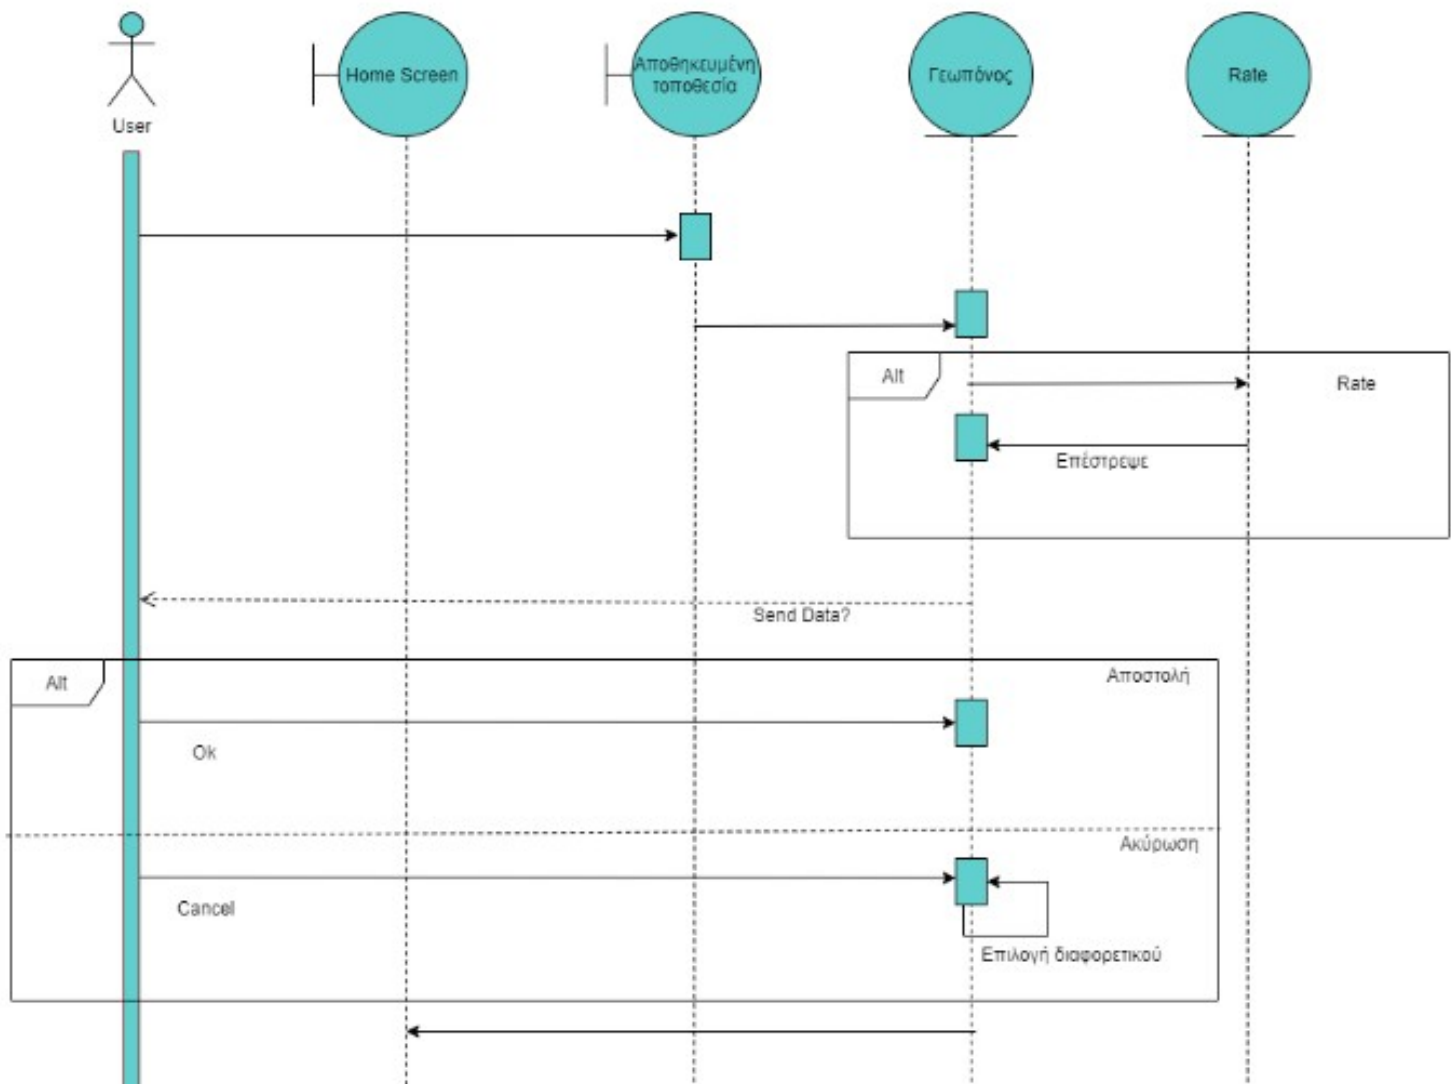 Home Screen
Αποθηκευμένη
τοποθεσία
Γεωπόνος
Rate
User
Alt
Rate
Επέστρεψε
Send Data?
Alt
Αποστολή
Ok
Ακύρωση
Cancel
Επιλογή διαφορετικού